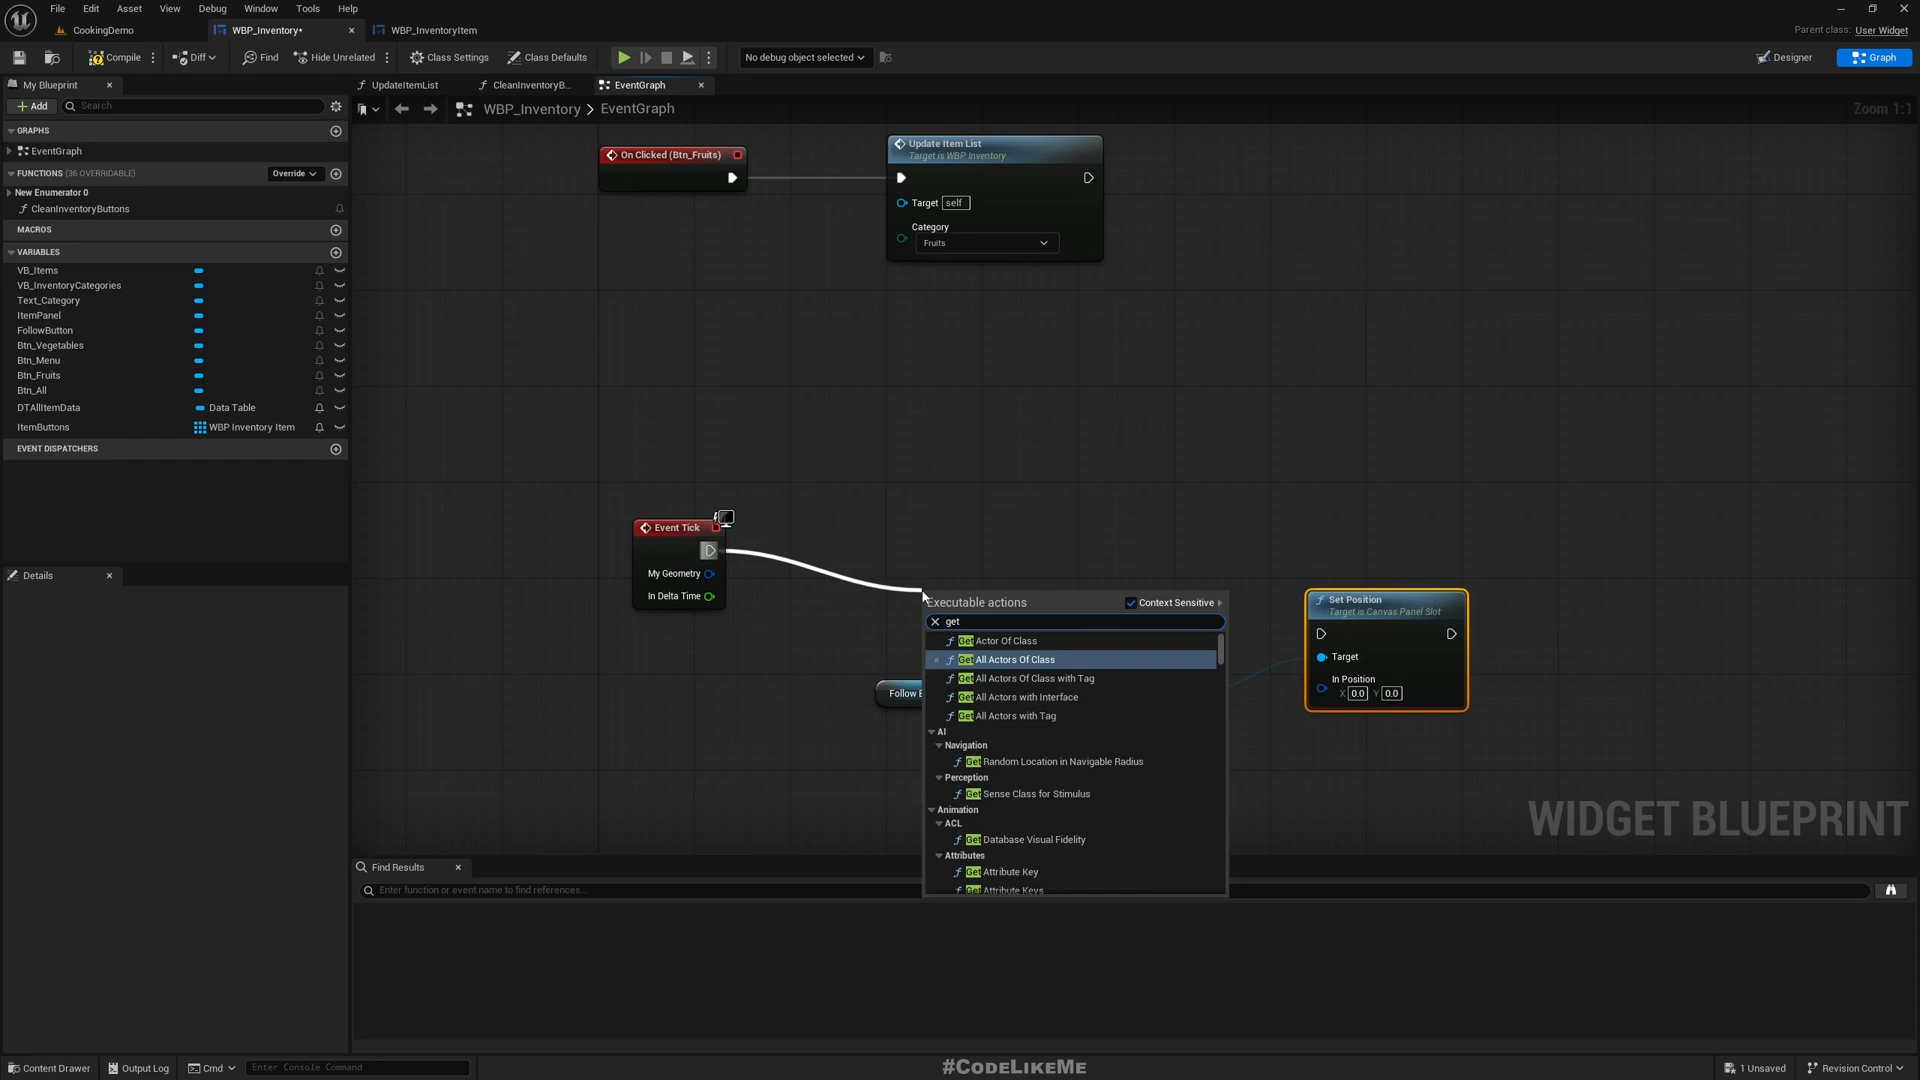 File Edit Asset View Debug Window Tools Help
CookingDemo WBP_Inventory* WBP_InventoryItem
Parent class: User Widget
Compile Diff Find Hide Unrelated Class Settings Class Defaults No debug object selected Designer Graph
My Blueprint UpdateItemList CleanInventoryB... EventGraph
Add Search
WBP_Inventory > EventGraph Zoom 1:1
GRAPHS
EventGraph
FUNCTIONS (36 OVERRIDABLE) Override
New Enumerator 0
CleanInventoryButtons
MACROS
VARIABLES
VB_Items
VB_InventoryCategories
Text_Category
ItemPanel
FollowButton
Btn_Vegetables
Btn_Menu
Btn_Fruits
Btn_All
DTAllItemData Data Table
ItemButtons WBP Inventory Item
EVENT DISPATCHERS
Details
On Clicked (Btn_Fruits)
Update Item List
Target is WBP Inventory
Target self
Category
Fruits
Event Tick
My Geometry
In Delta Time
Executable actions Context Sensitive
get
Get Actor Of Class
Get All Actors Of Class
Get All Actors Of Class with Tag
Get All Actors with Interface
Get All Actors with Tag
AI
Navigation
Get Random Location in Navigable Radius
Perception
Get Sense Class for Stimulus
Animation
ACL
Get Database Visual Fidelity
Attributes
Get Attribute Key
Get Attribute Keys
Follow
Set Position
Target is Canvas Panel Slot
Target
In Position
X 0.0 Y 0.0
WIDGET BLUEPRINT
Find Results
Enter function or event name to find references...
Content Drawer Output Log Cmd Enter Console Command #CODELIKEME 1 Unsaved Revision Control